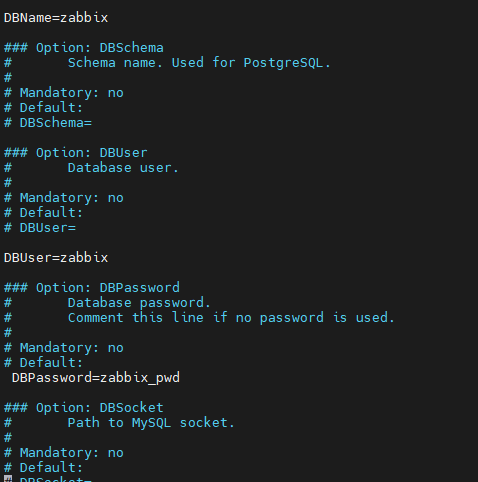 DBName=zabbix
### Option: DBSchema
# Schema name. Used for PostgreSQL.
#
# Mandatory: no
# Default:
# DBSchema=
### Option: DBUser
# Database user.
#
# Mandatory: no
# Default:
# DBUser=
DBUser=zabbix
### Option: DBPassword
# Database password.
# Comment this line if no password is used.
#
# Mandatory: no
# Default:
DBPassword=zabbix_pwd
### Option: DBSocket
# Path to MySQL socket.
#
# Mandatory: no
# Default:
# DBSocket=